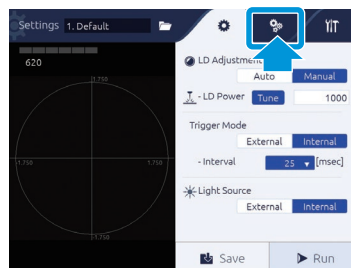 Settings 1. Default
620
1.750
-1.750 1.750
-1.750
LD Adjustment
Auto Manual
- LD Power Tune 1000
Trigger Mode
External Internal
- Interval 25 [msec]
Light Source
External Internal
Save Run